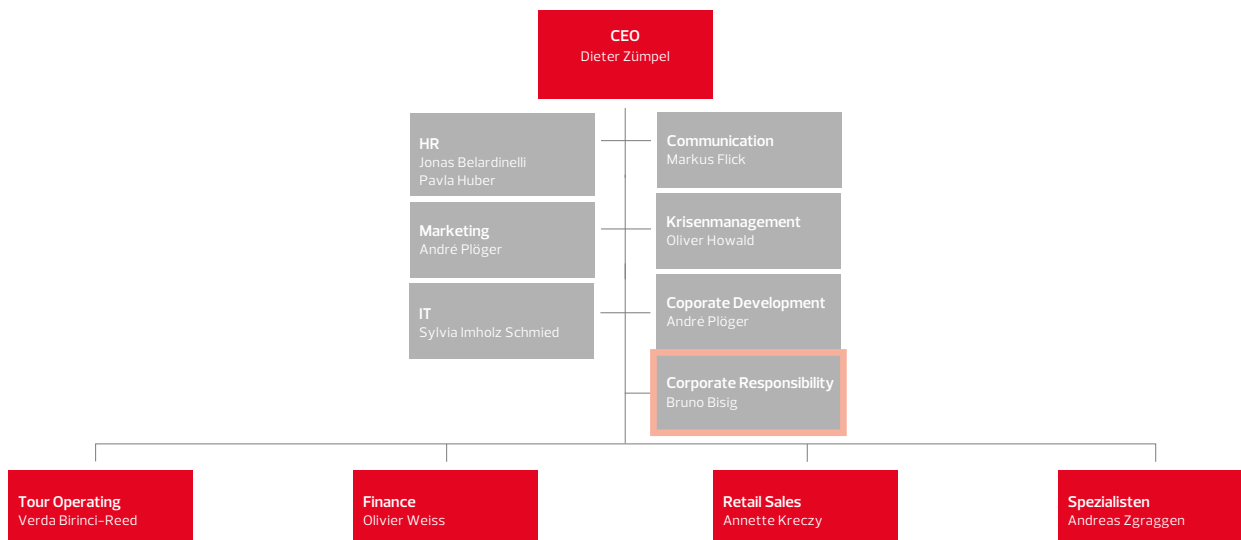 CEO
Dieter Zümpel
HR
Jonas Belardinelli
Pavla Huber
Communication
Markus Flick
Marketing
André Plöger
Krisenmanagement
Oliver Howald
IT
Sylvia Imholz Schmied
Coporate Development
André Plöger
Corporate Responsibility
Bruno Bisig
Tour Operating
Verda Birinci-Reed
Finance
Olivier Weiss
Retail Sales
Annette Kreczy
Spezialisten
Andreas Zgraggen